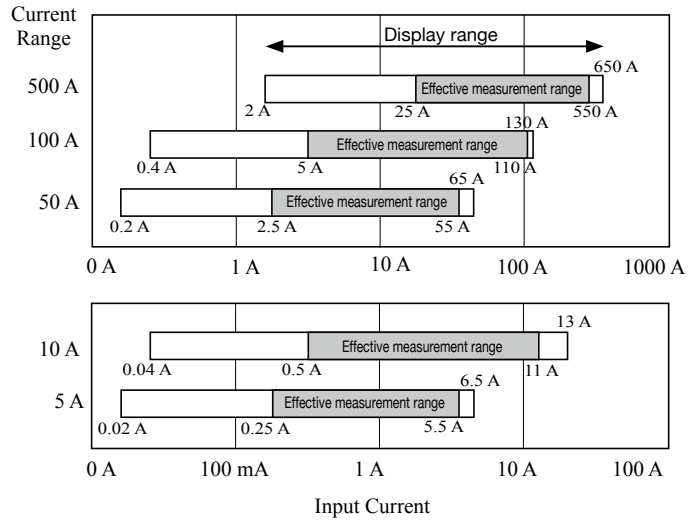 Current
Range
Display range
650 A
500 A
Effective measurement range
2 A
25 A
550 A
130 A
100 A
Effective measurement range
0.4 A
5 A
110 A
65 A
50 A
Effective measurement range
0.2 A
2.5 A
55 A
0 A
1 A
10 A
100 A
1000 A
13 A
10 A
Effective measurement range
0.04 A
0.5 A
11 A
6.5 A
5 A
Effective measurement range
0.02 A
0.25 A
5.5 A
0 A
100 mA
1 A
10 A
100 A
Input Current